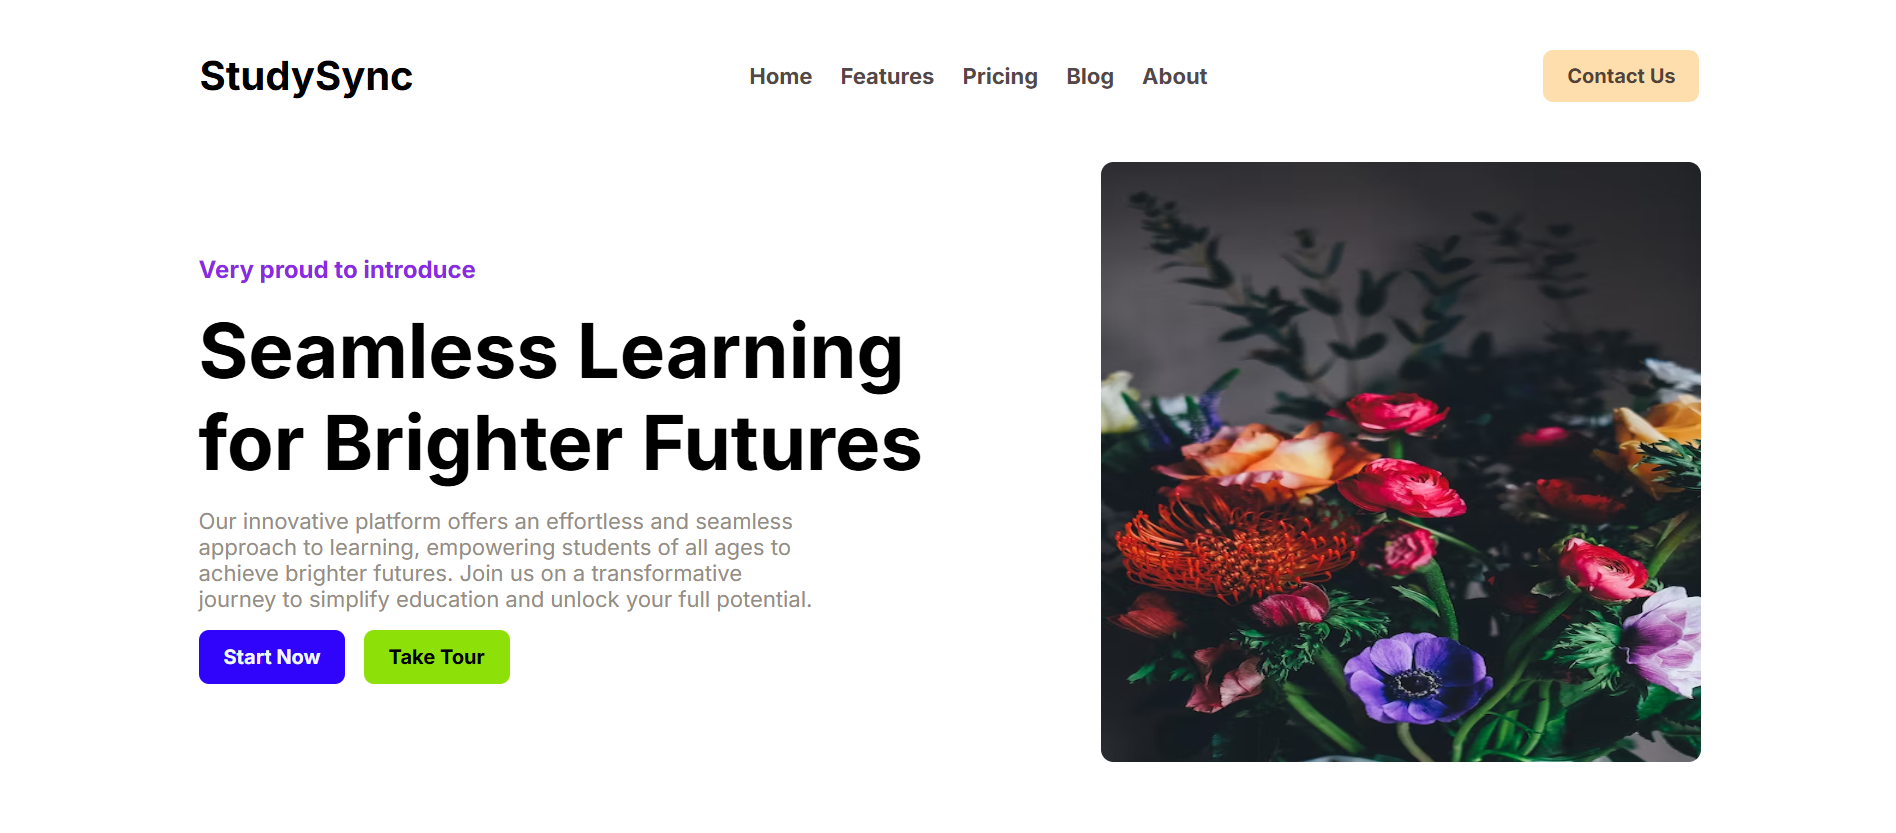 StudySync
Home Features Pricing Blog About
Contact Us
Very proud to introduce
Seamless Learning
for Brighter Futures
Our innovative platform offers an effortless and seamless
approach to learning, empowering students of all ages to
achieve brighter futures. Join us on a transformative
journey to simplify education and unlock your full potential.
Start Now
Take Tour